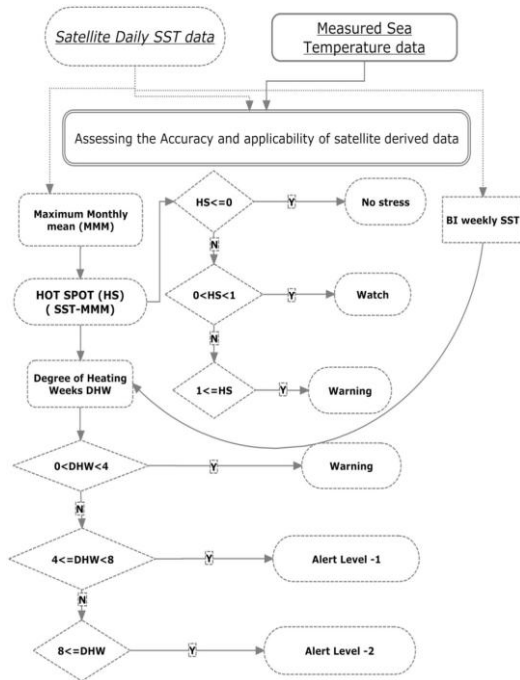 Satellite Daily SST data
Measured Sea
Temperature data
Assessing the Accuracy and applicability of satellite derived data
Maximum Monthly
mean (MMM)
HS<=0
Y
No stress
BI weekly SST
N
HOT SPOT (HS)
( SST-MMM)
0<HS<1
Y
Watch
N
Degree of Heating
Weeks DHW
1<=HS
Y
Warning
0<DHW<4
Y
Warning
N
4<=DHW<8
Y
Alert Level -1
N
8<=DHW
Y
Alert Level -2